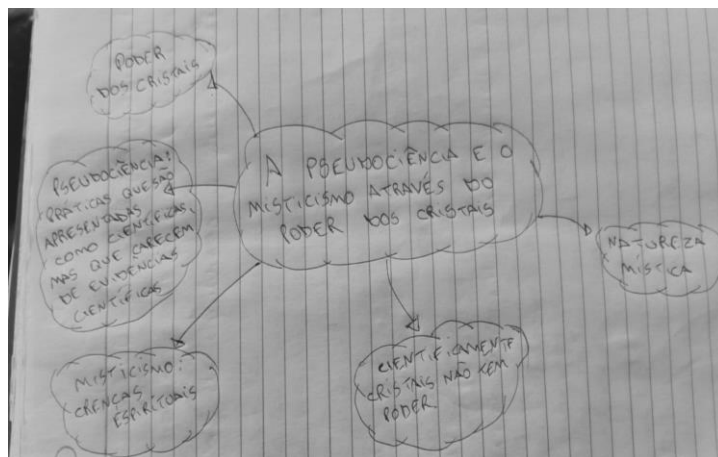 PODER
DOS CRISTAIS
A PSEUDOCIÊNCIA E O
MISTICISMO ATRAVÉS DO
PODER DOS CRISTAIS
PSEUDOCIÊNCIA:
PRÁTICAS QUE SÃO
APRESENTADAS
COMO CIENTÍFICAS,
MAS QUE CARECEM
DE EVIDÊNCIAS
CIENTÍFICAS
NATUREZA
MÍSTICA
MISTICISMO:
CRENCAS
ESPIRITUAIS
CIENTIFICAMENTE
CRISTAIS NÃO TEM
PODER